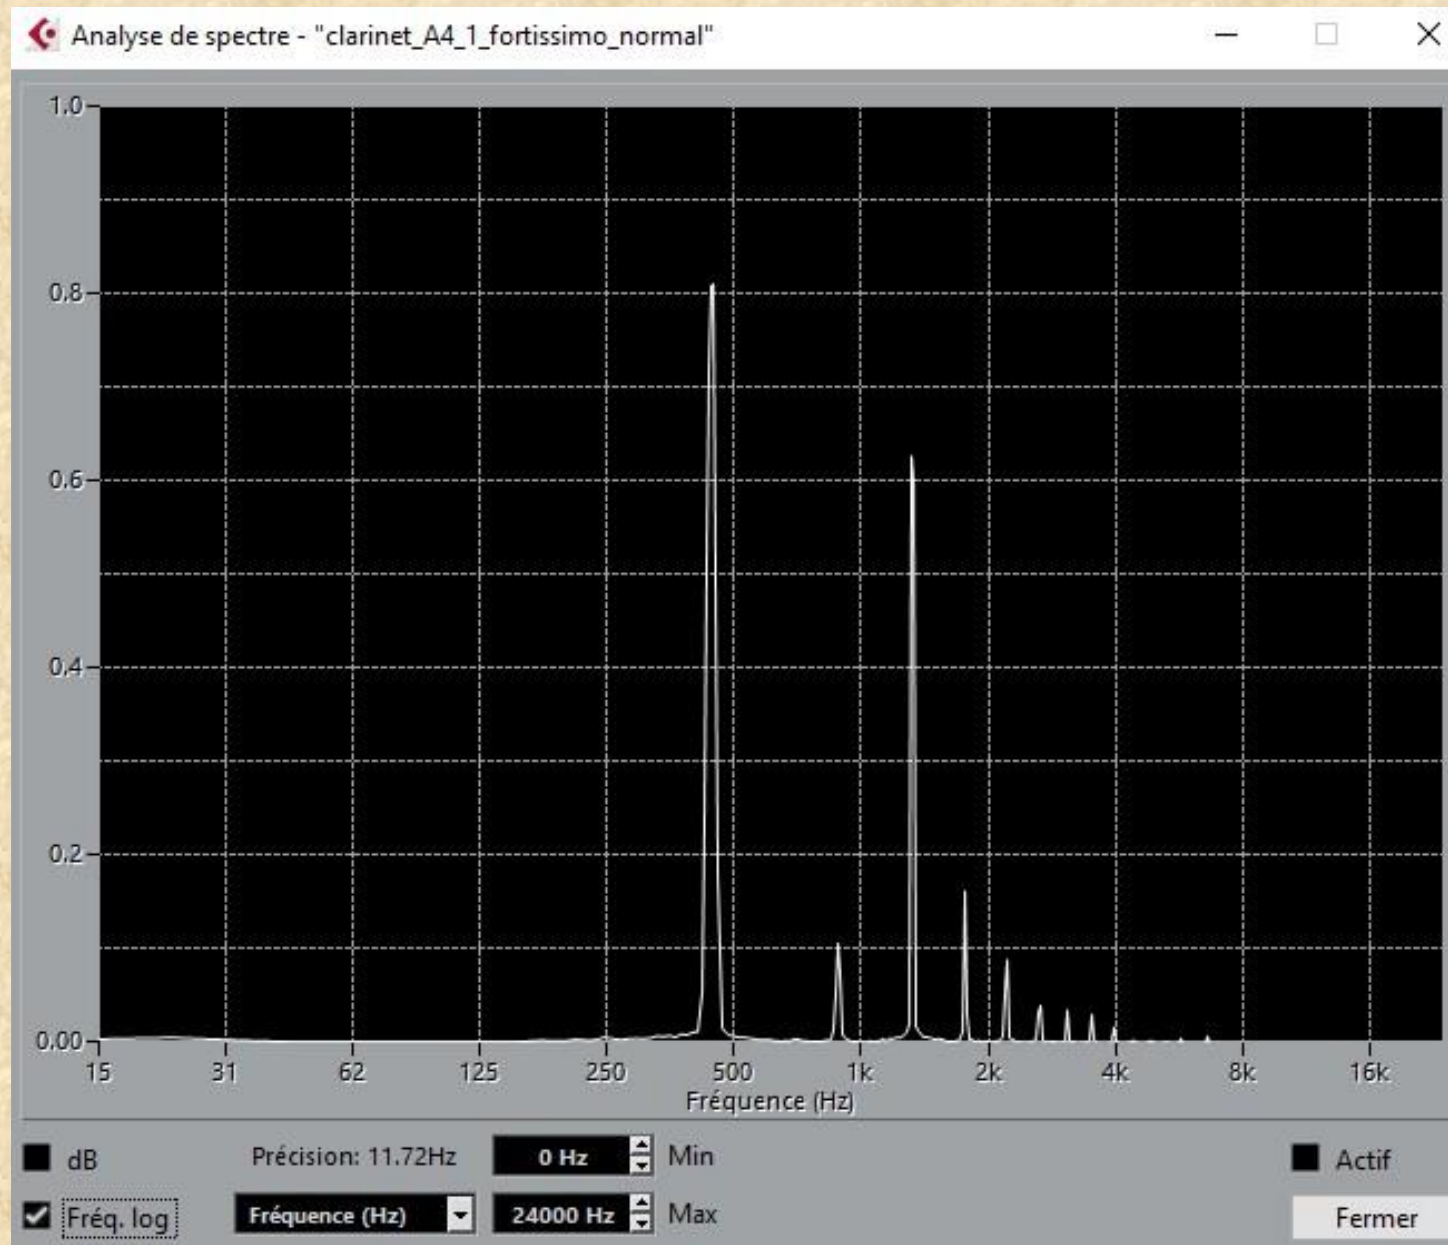 Analyse de spectre - "clarinet_A4_1_fortissimo_normal"
1.0
0.8
0.6
0.4
0.2
0.00
15 31 62 125 250 500 1k 2k 4k 8k 16k
Fréquence (Hz)
dB Précision: 11.72Hz 0 Hz Min Actif
Fréq. log Fréquence (Hz) 24000 Hz Max Fermer